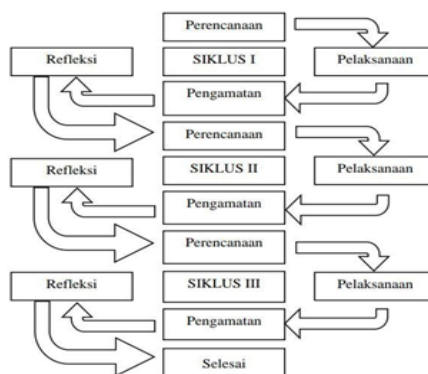 Perencanaan
Refleksi
SIKLUS I
Pelaksanaan
Pengamatan
Perencanaan
Refleksi
SIKLUS II
Pelaksanaan
Pengamatan
Perencanaan
Refleksi
SIKLUS III
Pelaksanaan
Pengamatan
Selesai